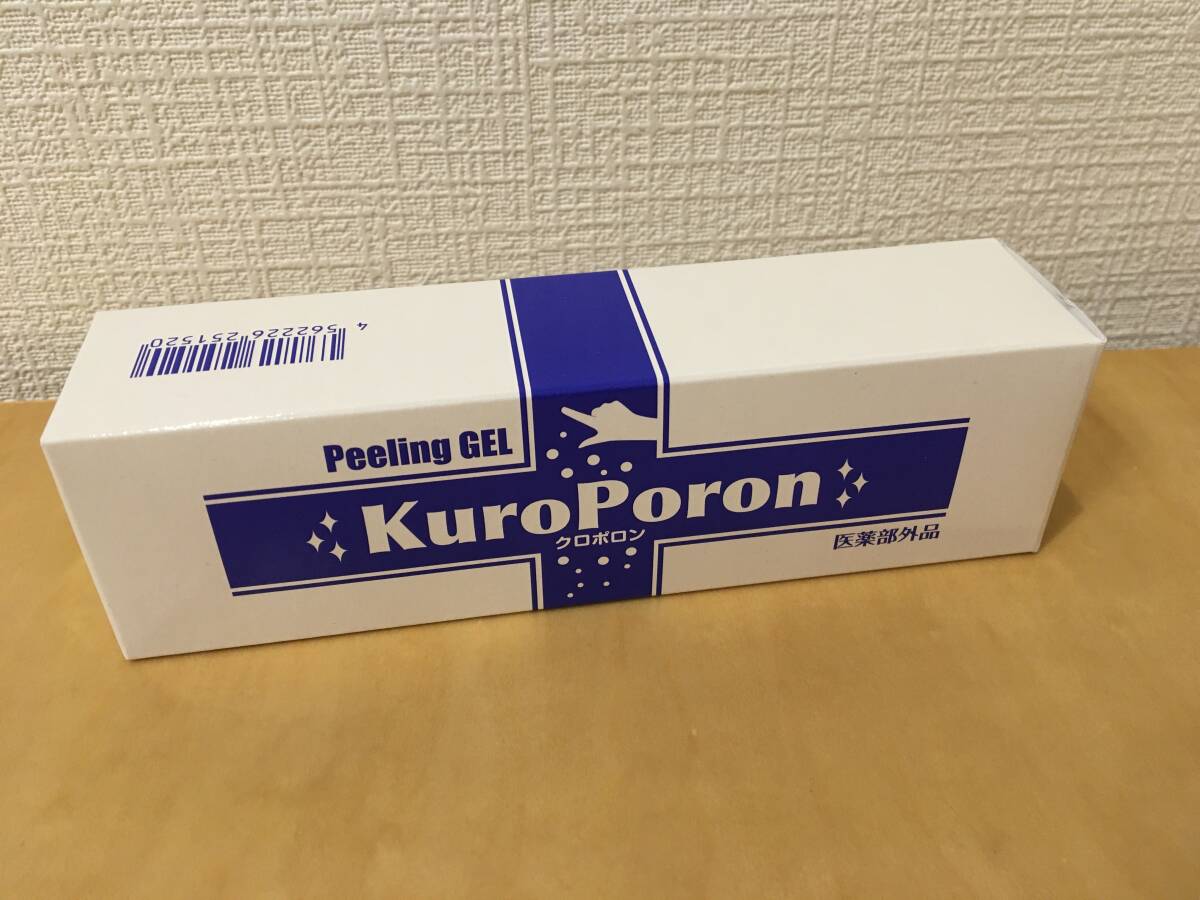 4 562226 251520
Peeling GEL
KuroPoron
クロポロン
医薬部外品